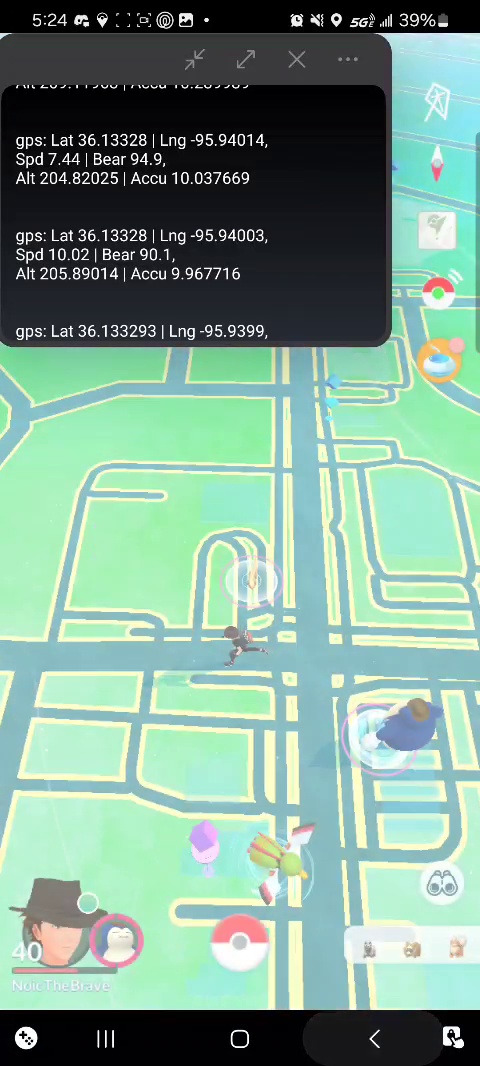 5:24
5G
39%
gps: Lat 36.13328 | Lng -95.94014,
Spd 7.44 | Bear 94.9,
Alt 204.82025 | Accu 10.037669
gps: Lat 36.13328 | Lng -95.94003,
Spd 10.02 | Bear 90.1,
Alt 205.89014 | Accu 9.967716
gps: Lat 36.133293 | Lng -95.9399,
40
NoicTheBrave